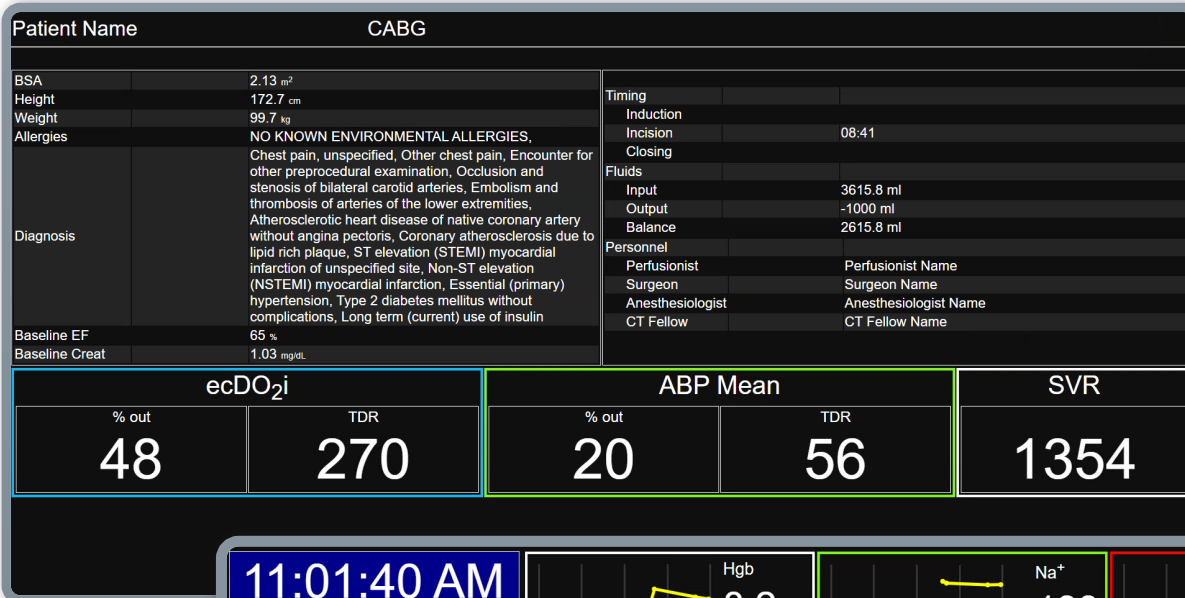 Patient Name CABG
BSA 2.13 m²
Height 172.7 cm
Weight 99.7 kg
Allergies NO KNOWN ENVIRONMENTAL ALLERGIES,
Diagnosis
Chest pain, unspecified, Other chest pain, Encounter for
other preprocedural examination, Occlusion and
stenosis of bilateral carotid arteries, Embolism and
thrombosis of arteries of the lower extremities,
Atherosclerotic heart disease of native coronary artery
without angina pectoris, Coronary atherosclerosis due to
lipid rich plaque, ST elevation (STEMI) myocardial
infarction of unspecified site, Non-ST elevation
(NSTEMI) myocardial infarction, Essential (primary)
hypertension, Type 2 diabetes mellitus without
complications, Long term (current) use of insulin
Baseline EF 65 %
Baseline Creat 1.03 mg/dL
Timing
Induction
Incision 08:41
Closing
Fluids
Input 3615.8 ml
Output -1000 ml
Balance 2615.8 ml
Personnel
Perfusionist Perfusionist Name
Surgeon Surgeon Name
Anesthesiologist Anesthesiologist Name
CT Fellow CT Fellow Name
ecDO₂i
% out TDR
48 270
ABP Mean
% out TDR
20 56
SVR
1354
11:01:40 AM
Hgb
Na⁺